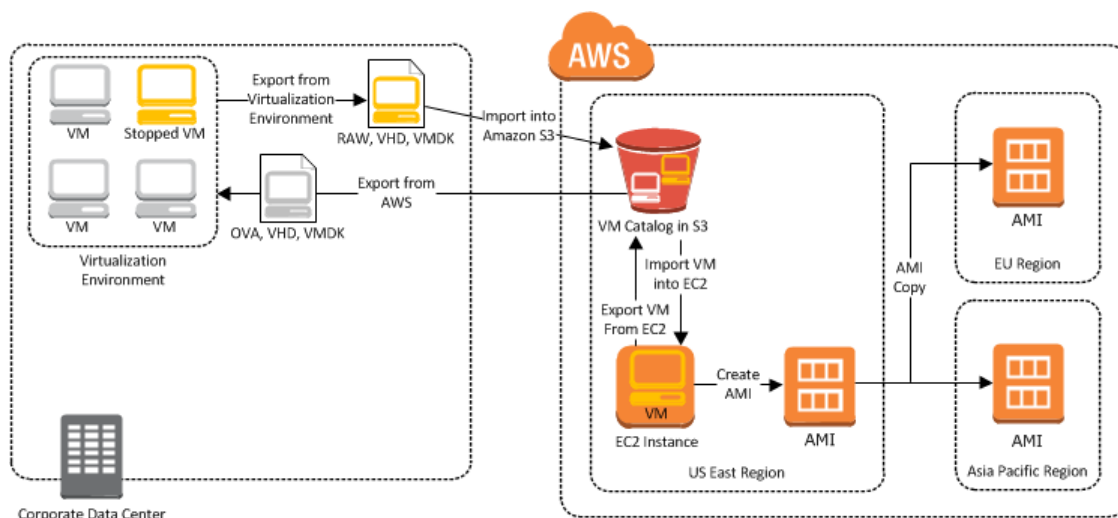 AWS
VM
Stopped VM
VM
VM
Virtualization
Environment
Export from
Virtualization
Environment
RAW, VHD, VMDK
Import into
Amazon S3
OVA, VHD, VMDK
Export from
AWS
VM Catalog in S3
Import VM
into EC2
Export VM
From EC2
VM
EC2 Instance
Create
AMI
AMI
US East Region
AMI
Copy
AMI
EU Region
AMI
Asia Pacific Region
Corporate Data Center